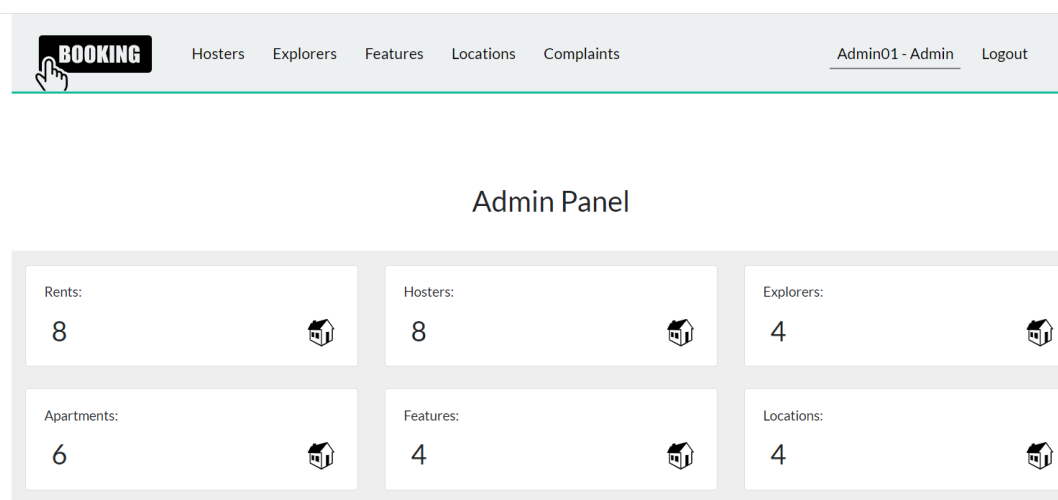 BOOKING Hosters Explorers Features Locations Complaints Admin01 - Admin Logout
Admin Panel
Rents: Hosters: Explorers:
8 8 4
Apartments: Features: Locations:
6 4 4